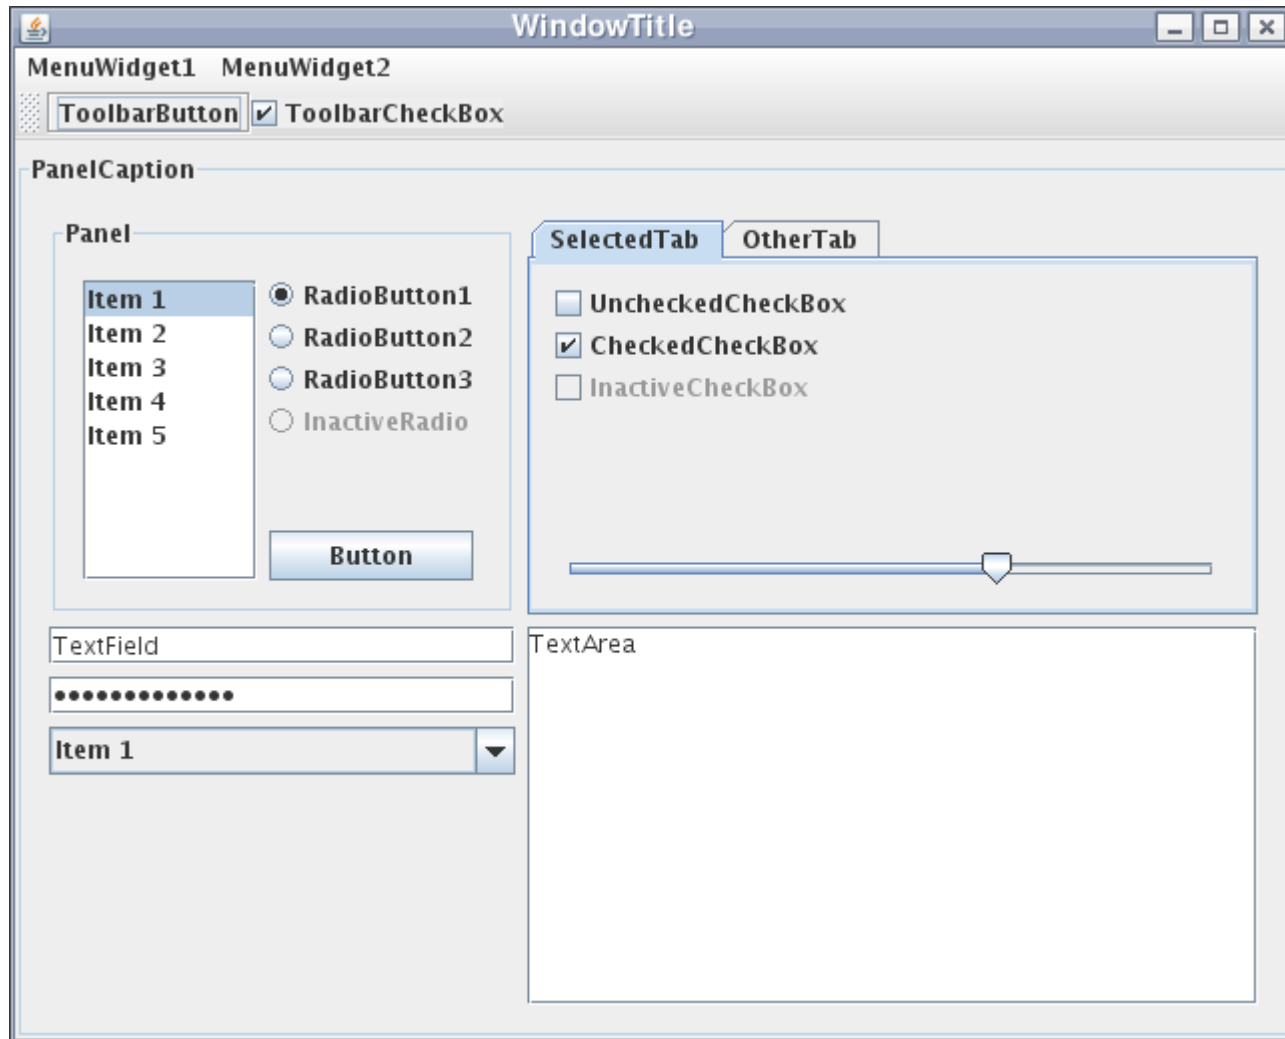 WindowTitle
MenuWidget1 MenuWidget2
ToolbarButton ToolbarCheckBox
PanelCaption
Panel
Item 1
Item 2
Item 3
Item 4
Item 5
RadioButton1
RadioButton2
RadioButton3
InactiveRadio
Button
SelectedTab OtherTab
UncheckedCheckBox
CheckedCheckBox
InactiveCheckBox
TextField
•••••••••••••
Item 1
TextArea